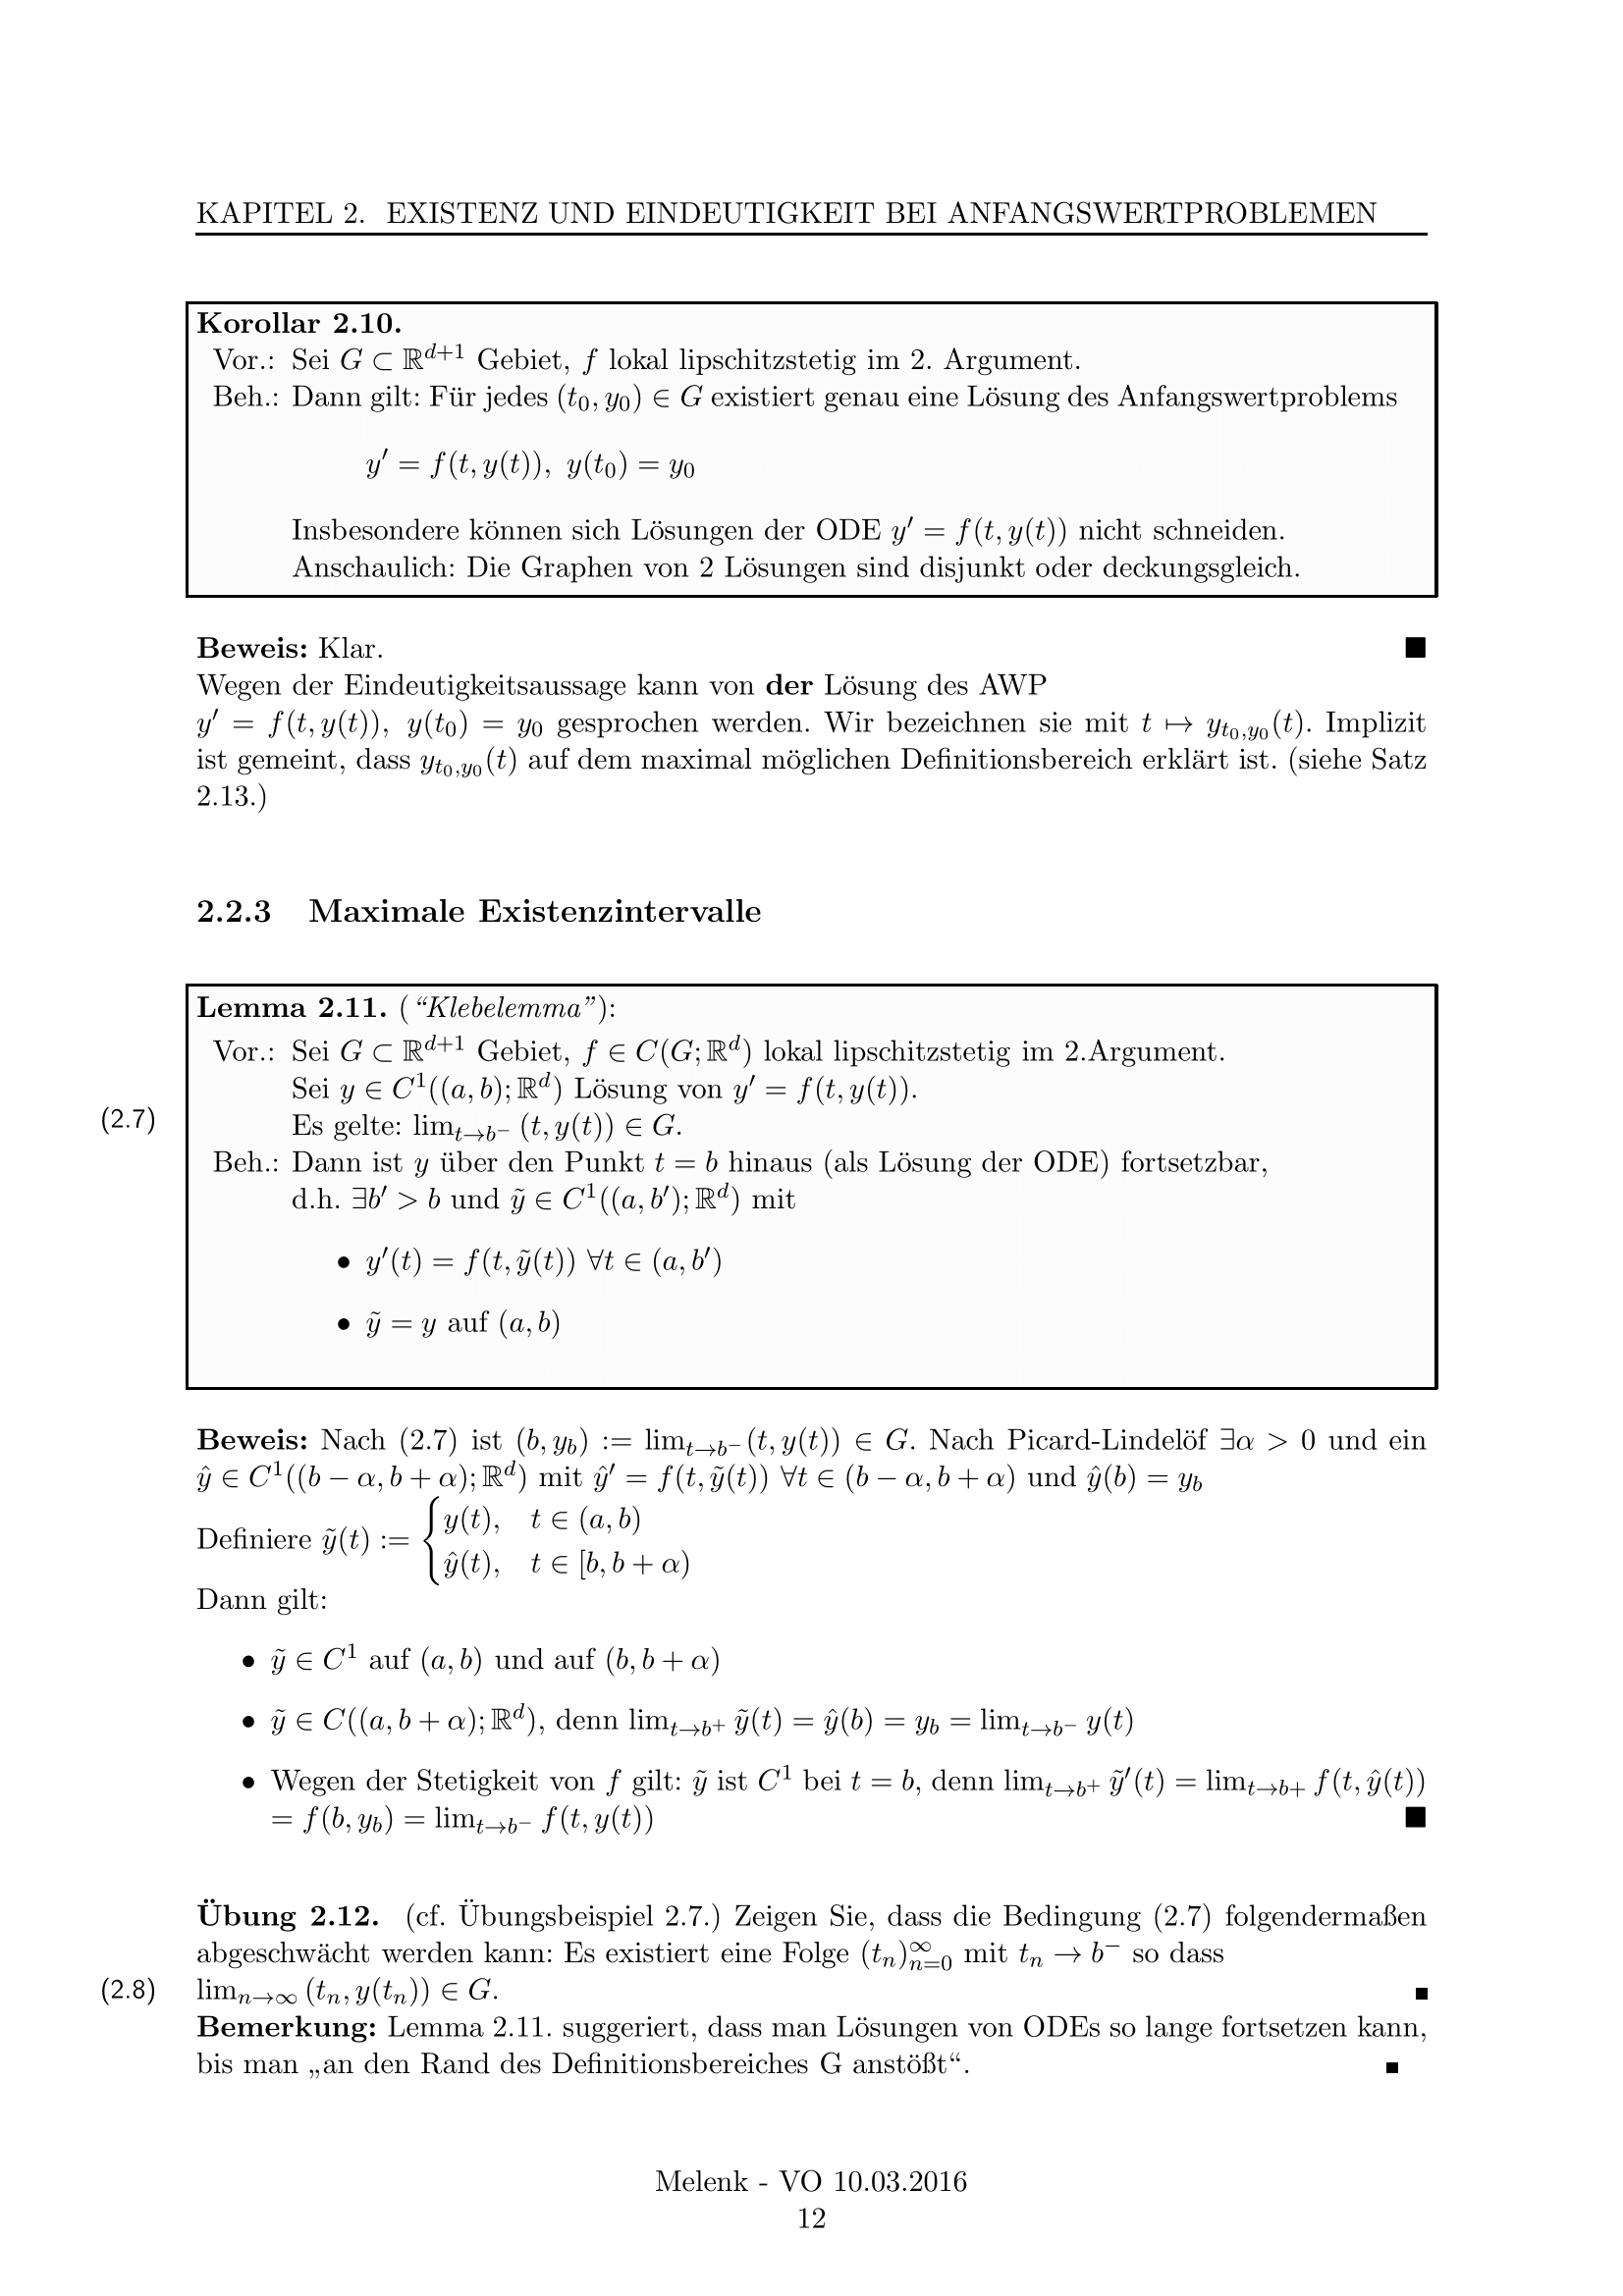 KAPITEL 2. EXISTENZ UND EINDEUTIGKEIT BEI ANFANGSWERTPROBLEMEN
Korollar 2.10.
Vor.: Sei $G \subset \mathbb{R}^{d+1}$ Gebiet, $f$ lokal lipschitzstetig im 2. Argument.
Beh.: Dann gilt: Für jedes $(t_0, y_0) \in G$ existiert genau eine Lösung des Anfangswertproblems
$y' = f(t, y(t)),\ y(t_0) = y_0$
Insbesondere können sich Lösungen der ODE $y' = f(t, y(t))$ nicht schneiden.
Anschaulich: Die Graphen von 2 Lösungen sind disjunkt oder deckungsgleich.
Beweis: Klar. ■
Wegen der Eindeutigkeitsaussage kann von der Lösung des AWP
$y' = f(t, y(t)),\ y(t_0) = y_0$ gesprochen werden. Wir bezeichnen sie mit $t \mapsto y_{t_0,y_0}(t)$. Implizit
ist gemeint, dass $y_{t_0,y_0}(t)$ auf dem maximal möglichen Definitionsbereich erklärt ist. (siehe Satz
2.13.)
2.2.3 Maximale Existenzintervalle
Lemma 2.11. (“Klebelemma”):
Vor.: Sei $G \subset \mathbb{R}^{d+1}$ Gebiet, $f \in C(G; \mathbb{R}^d)$ lokal lipschitzstetig im 2.Argument.
Sei $y \in C^1((a, b); \mathbb{R}^d)$ Lösung von $y' = f(t, y(t))$.
(2.7) Es gelte: $\lim_{t \to b^-} (t, y(t)) \in G$.
Beh.: Dann ist $y$ über den Punkt $t = b$ hinaus (als Lösung der ODE) fortsetzbar,
d.h. $\exists b' > b$ und $\tilde{y} \in C^1((a, b'); \mathbb{R}^d)$ mit
• $y'(t) = f(t, \tilde{y}(t))\ \forall t \in (a, b')$
• $\tilde{y} = y$ auf $(a, b)$
Beweis: Nach (2.7) ist $(b, y_b) := \lim_{t \to b^-}(t, y(t)) \in G$. Nach Picard-Lindelöf $\exists \alpha > 0$ und ein
$\hat{y} \in C^1((b - \alpha, b + \alpha); \mathbb{R}^d)$ mit $\hat{y}' = f(t, \tilde{y}(t))\ \forall t \in (b - \alpha, b + \alpha)$ und $\hat{y}(b) = y_b$
Definiere $\tilde{y}(t) := \begin{cases} y(t), & t \in (a, b) \\ \hat{y}(t), & t \in [b, b + \alpha) \end{cases}$
Dann gilt:
• $\tilde{y} \in C^1$ auf $(a, b)$ und auf $(b, b + \alpha)$
• $\tilde{y} \in C((a, b + \alpha); \mathbb{R}^d)$, denn $\lim_{t \to b^+} \tilde{y}(t) = \hat{y}(b) = y_b = \lim_{t \to b^-} y(t)$
• Wegen der Stetigkeit von $f$ gilt: $\tilde{y}$ ist $C^1$ bei $t = b$, denn $\lim_{t \to b^+} \tilde{y}'(t) = \lim_{t \to b+} f(t, \hat{y}(t))$
$= f(b, y_b) = \lim_{t \to b^-} f(t, y(t))$ ■
Übung 2.12. (cf. Übungsbeispiel 2.7.) Zeigen Sie, dass die Bedingung (2.7) folgendermaßen
abgeschwächt werden kann: Es existiert eine Folge $(t_n)_{n=0}^{\infty}$ mit $t_n \to b^-$ so dass
(2.8) $\lim_{n \to \infty} (t_n, y(t_n)) \in G$. ■
Bemerkung: Lemma 2.11. suggeriert, dass man Lösungen von ODEs so lange fortsetzen kann,
bis man „an den Rand des Definitionsbereiches G anstößt“. ■
Melenk - VO 10.03.2016
12